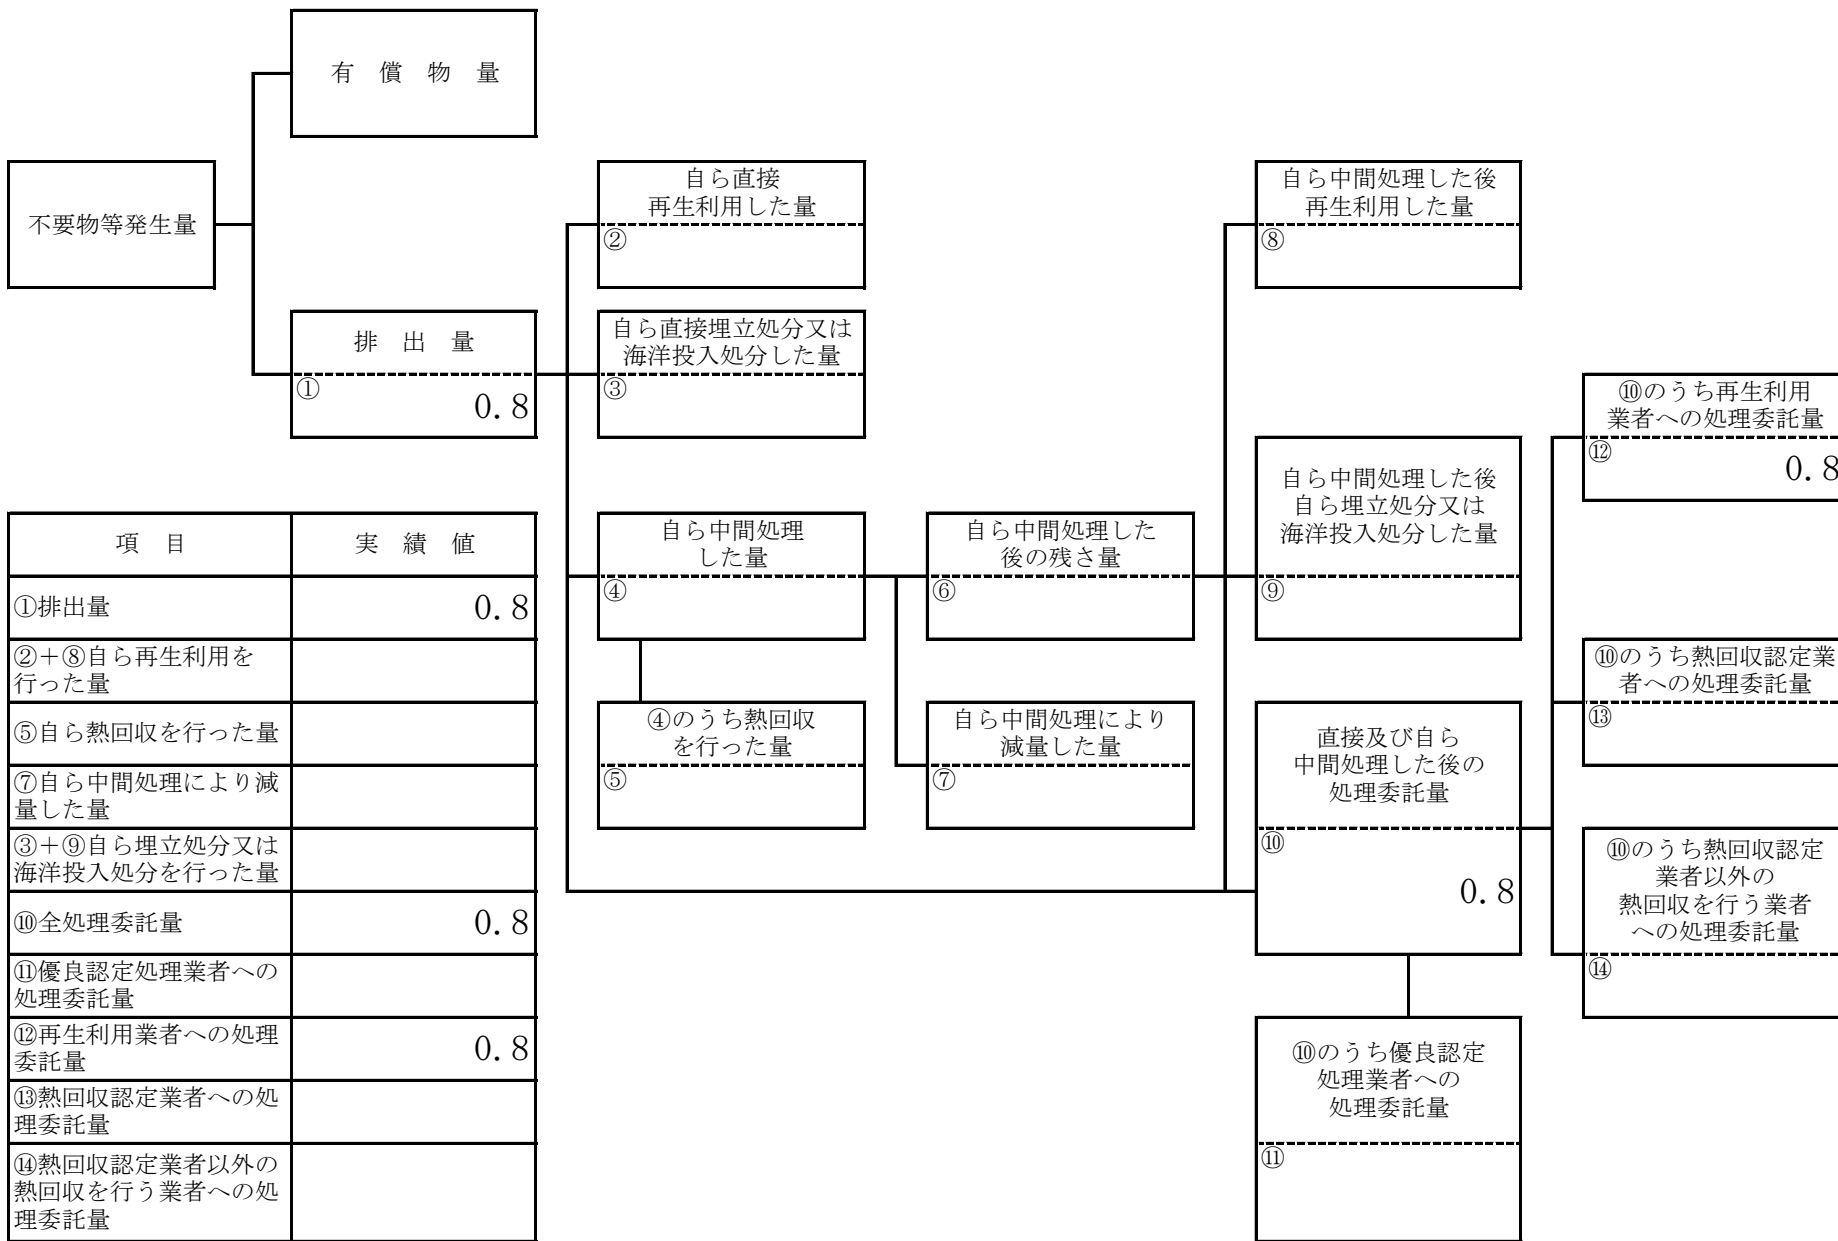 有 償 物 量
不要物等発生量
排 出 量
①
0.8
自ら直接
再生利用した量
②
自ら直接埋立処分又は
海洋投入処分した量
③
自ら中間処理
した量
④
④のうち熱回収
を行った量
⑤
自ら中間処理した
後の残さ量
⑥
自ら中間処理により
減量した量
⑦
自ら中間処理した後
再生利用した量
⑧
自ら中間処理した後
自ら埋立処分又は
海洋投入処分した量
⑨
直接及び自ら
中間処理した後の
処理委託量
⑩
0.8
⑩のうち優良認定
処理業者への
処理委託量
⑪
⑩のうち再生利用
業者への処理委託量
⑫
0.8
⑩のうち熱回収認定業
者への処理委託量
⑬
⑩のうち熱回収認定
業者以外の
熱回収を行う業者
への処理委託量
⑭
項 目
実 績 値
①排出量
0.8
②+⑧自ら再生利用を
行った量
⑤自ら熱回収を行った量
⑦自ら中間処理により減
量した量
③+⑨自ら埋立処分又は
海洋投入処分を行った量
⑩全処理委託量
0.8
⑪優良認定処理業者への
処理委託量
⑫再生利用業者への処理
委託量
0.8
⑬熱回収認定業者への処
理委託量
⑭熱回収認定業者以外の
熱回収を行う業者への処
理委託量